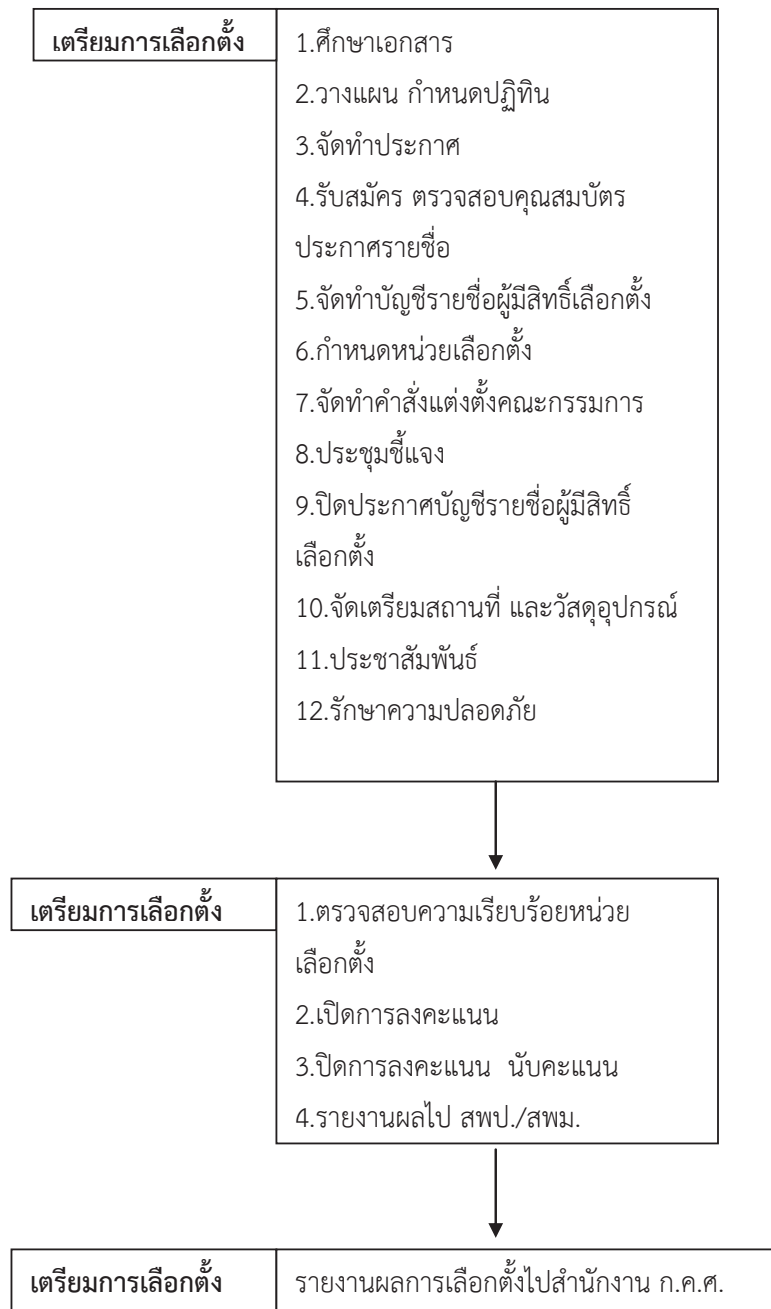 เตรียมการเลือกตั้ง
1.ศึกษาเอกสาร
2.วางแผน กำหนดปฏิทิน
3.จัดทำประกาศ
4.รับสมัคร ตรวจสอบคุณสมบัตร
ประกาศรายชื่อ
5.จัดทำบัญชีรายชื่อผู้มีสิทธิ์เลือกตั้ง
6.กำหนดหน่วยเลือกตั้ง
7.จัดทำคำสั่งแต่งตั้งคณะกรรมการ
8.ประชุมชี้แจง
9.ปิดประกาศบัญชีรายชื่อผู้มีสิทธิ์
เลือกตั้ง
10.จัดเตรียมสถานที่ และวัสดุอุปกรณ์
11.ประชาสัมพันธ์
12.รักษาความปลอดภัย
เตรียมการเลือกตั้ง
1.ตรวจสอบความเรียบร้อยหน่วย
เลือกตั้ง
2.เปิดการลงคะแนน
3.ปิดการลงคะแนน นับคะแนน
4.รายงานผลไป สพป./สพม.
เตรียมการเลือกตั้ง
รายงานผลการเลือกตั้งไปสำนักงาน ก.ค.ศ.